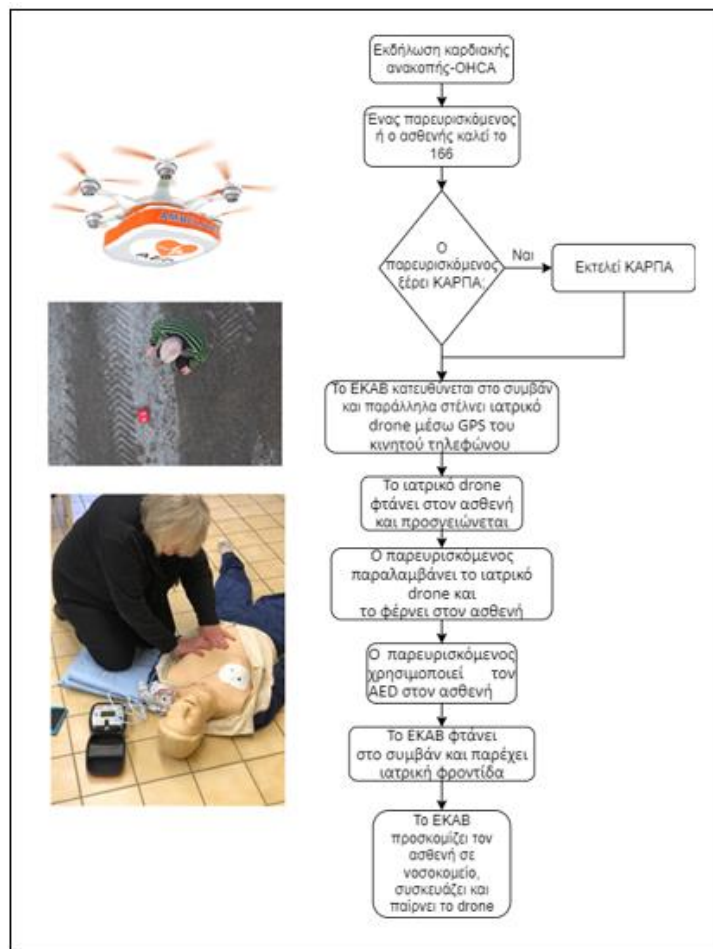 Εκδήλωση καρδιακής
ανακοπής-OHCA
Ένας παρευρισκόμενος
ή ο ασθενής καλεί το
166
Ο
παρευρισκόμενος
ξέρει ΚΑΡΠΑ;
Ναι
Εκτελεί ΚΑΡΠΑ
Το ΕΚΑΒ κατευθύνεται στο συμβάν
και παράλληλα στέλνει ιατρικό
drone μέσω GPS του
κινητού τηλεφώνου
Το ιατρικό drone
φτάνει στον ασθενή
και προσγειώνεται
Ο παρευρισκόμενος
παραλαμβάνει το ιατρικό
drone και
το φέρνει στον ασθενή
Ο παρευρισκόμενος
χρησιμοποιεί τον
AED στον ασθενή
Το ΕΚΑΒ φτάνει
στο συμβάν και παρέχει
ιατρική φροντίδα
Το ΕΚΑΒ
προσκομίζει τον
ασθενή σε
νοσοκομείο,
συσκευάζει και
παίρνει το drone
AED